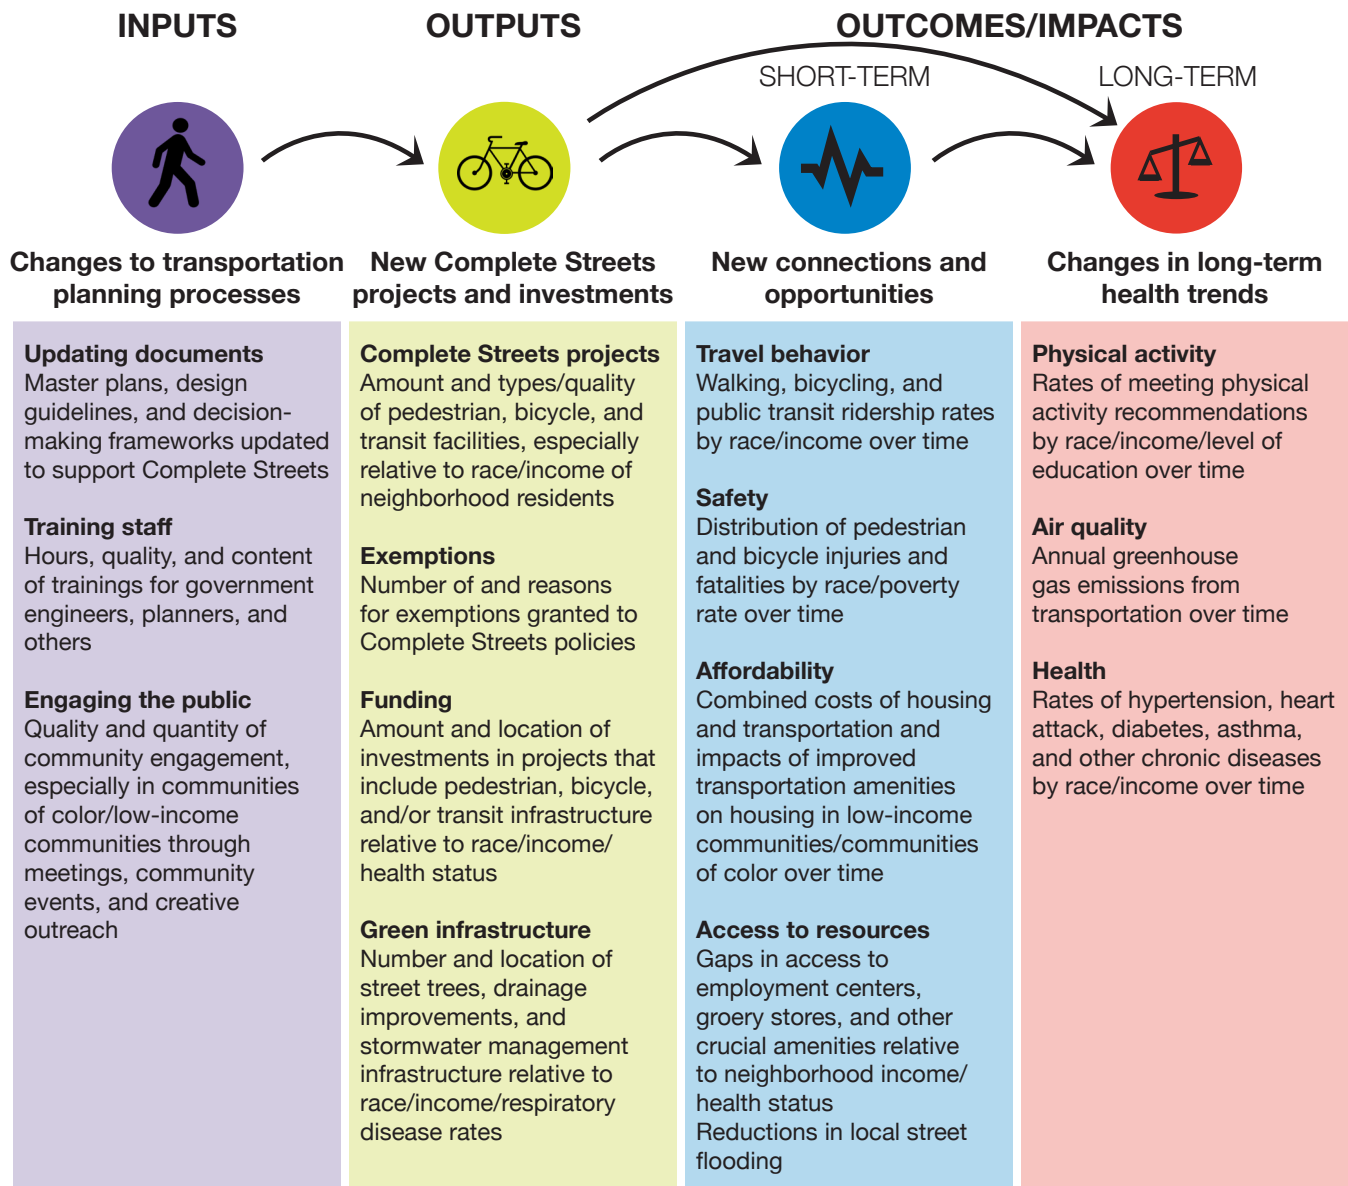 INPUTS
OUTPUTS
OUTCOMES/IMPACTS
SHORT-TERM
LONG-TERM
Changes to transportation
planning processes
New Complete Streets
projects and investments
New connections and
opportunities
Changes in long-term
health trends
Updating documents
Master plans, design
guidelines, and decision-
making frameworks updated
to support Complete Streets
Training staff
Hours, quality, and content
of trainings for government
engineers, planners, and
others
Engaging the public
Quality and quantity of
community engagement,
especially in communities
of color/low-income
communities through
meetings, community
events, and creative
outreach
Complete Streets projects
Amount and types/quality
of pedestrian, bicycle, and
transit facilities, especially
relative to race/income of
neighborhood residents
Exemptions
Number of and reasons
for exemptions granted to
Complete Streets policies
Funding
Amount and location of
investments in projects that
include pedestrian, bicycle,
and/or transit infrastructure
relative to race/income/
health status
Green infrastructure
Number and location of
street trees, drainage
improvements, and
stormwater management
infrastructure relative to
race/income/respiratory
disease rates
Travel behavior
Walking, bicycling, and
public transit ridership rates
by race/income over time
Safety
Distribution of pedestrian
and bicycle injuries and
fatalities by race/poverty
rate over time
Affordability
Combined costs of housing
and transportation and
impacts of improved
transportation amenities
on housing in low-income
communities/communities
of color over time
Access to resources
Gaps in access to
employment centers,
groery stores, and other
crucial amenities relative
to neighborhood income/
health status
Reductions in local street
flooding
Physical activity
Rates of meeting physical
activity recommendations
by race/income/level of
education over time
Air quality
Annual greenhouse
gas emissions from
transportation over time
Health
Rates of hypertension, heart
attack, diabetes, asthma,
and other chronic diseases
by race/income over time